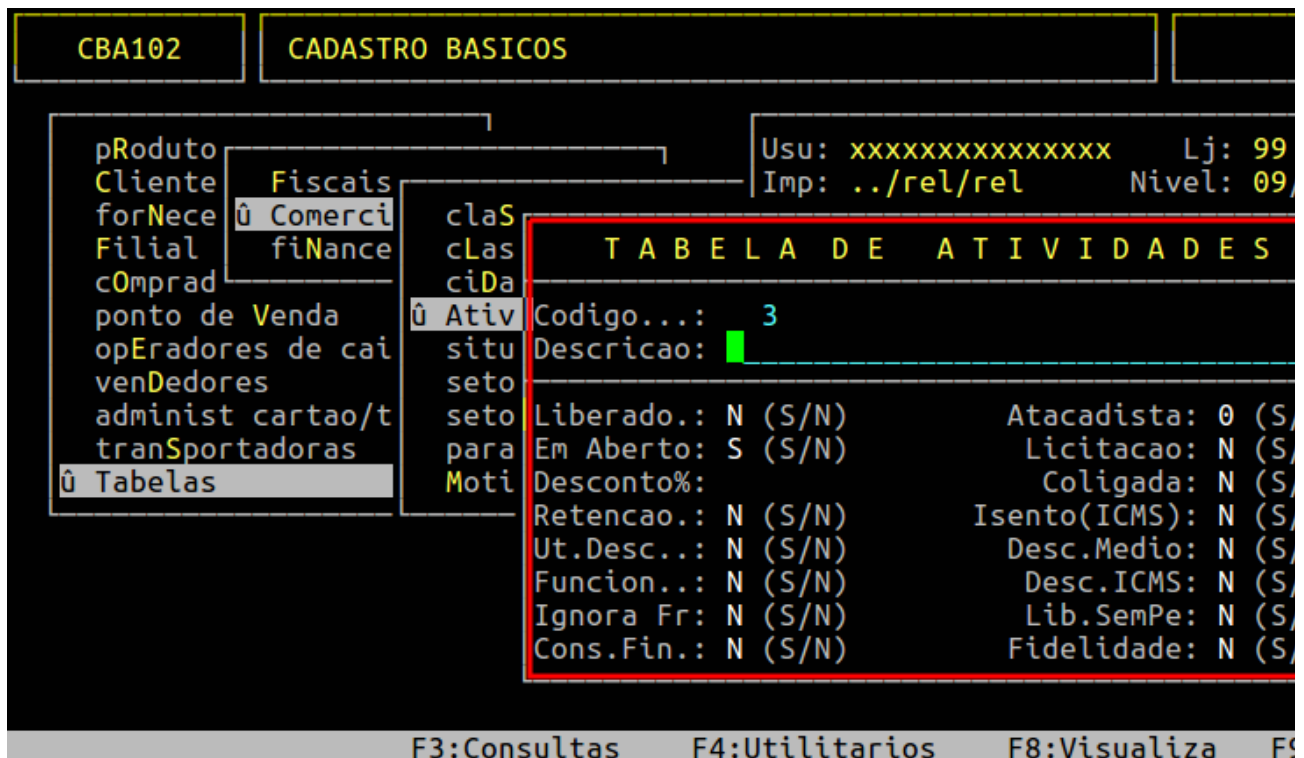 CBA102 CADASTRO BASICOS
pRoduto
Cliente
forNece
Filial
cOmprad
ponto de Venda
opEradores de cai
venDedores
administ cartao/t
tranSportadoras
û Tabelas
Fiscais
û Comerci
fiNance
claS
cLas
ciDa
û Ativ
situ
seto
seto
para
Moti
Usu: xxxxxxxxxxxxxxx Lj: 99
Imp: ../rel/rel Nivel: 09/
T A B E L A D E A T I V I D A D E S
Codigo...: 3
Descricao:
Liberado.: N (S/N) Atacadista: 0 (S/
Em Aberto: S (S/N) Licitacao: N (S/
Desconto%: Coligada: N (S/
Retencao.: N (S/N) Isento(ICMS): N (S/
Ut.Desc..: N (S/N) Desc.Medio: N (S/
Funcion..: N (S/N) Desc.ICMS: N (S/
Ignora Fr: N (S/N) Lib.SemPe: N (S/
Cons.Fin.: N (S/N) Fidelidade: N (S/
F3:Consultas F4:Utilitarios F8:Visualiza F9